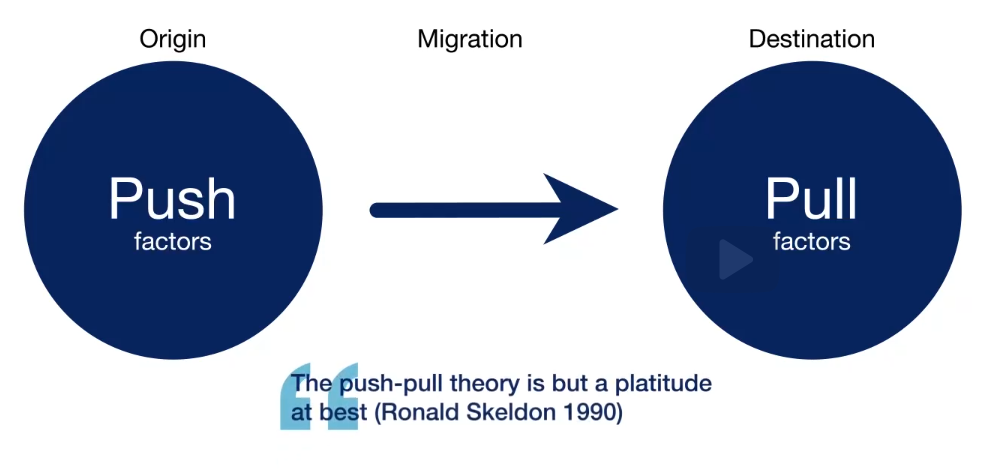 Origin
Migration
Destination
Push
factors
Pull
factors
The push-pull theory is but a platitude
at best (Ronald Skeldon 1990)